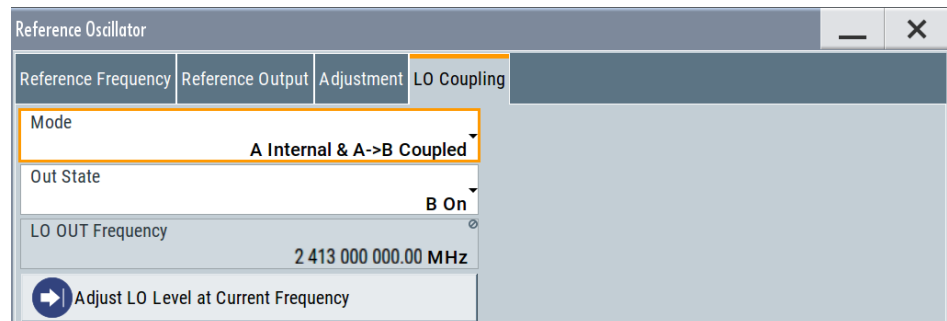 Reference Oscillator
Reference Frequency Reference Output Adjustment LO Coupling
Mode
A Internal & A->B Coupled
Out State
B On
LO OUT Frequency
2 413 000 000.00 MHz
Adjust LO Level at Current Frequency